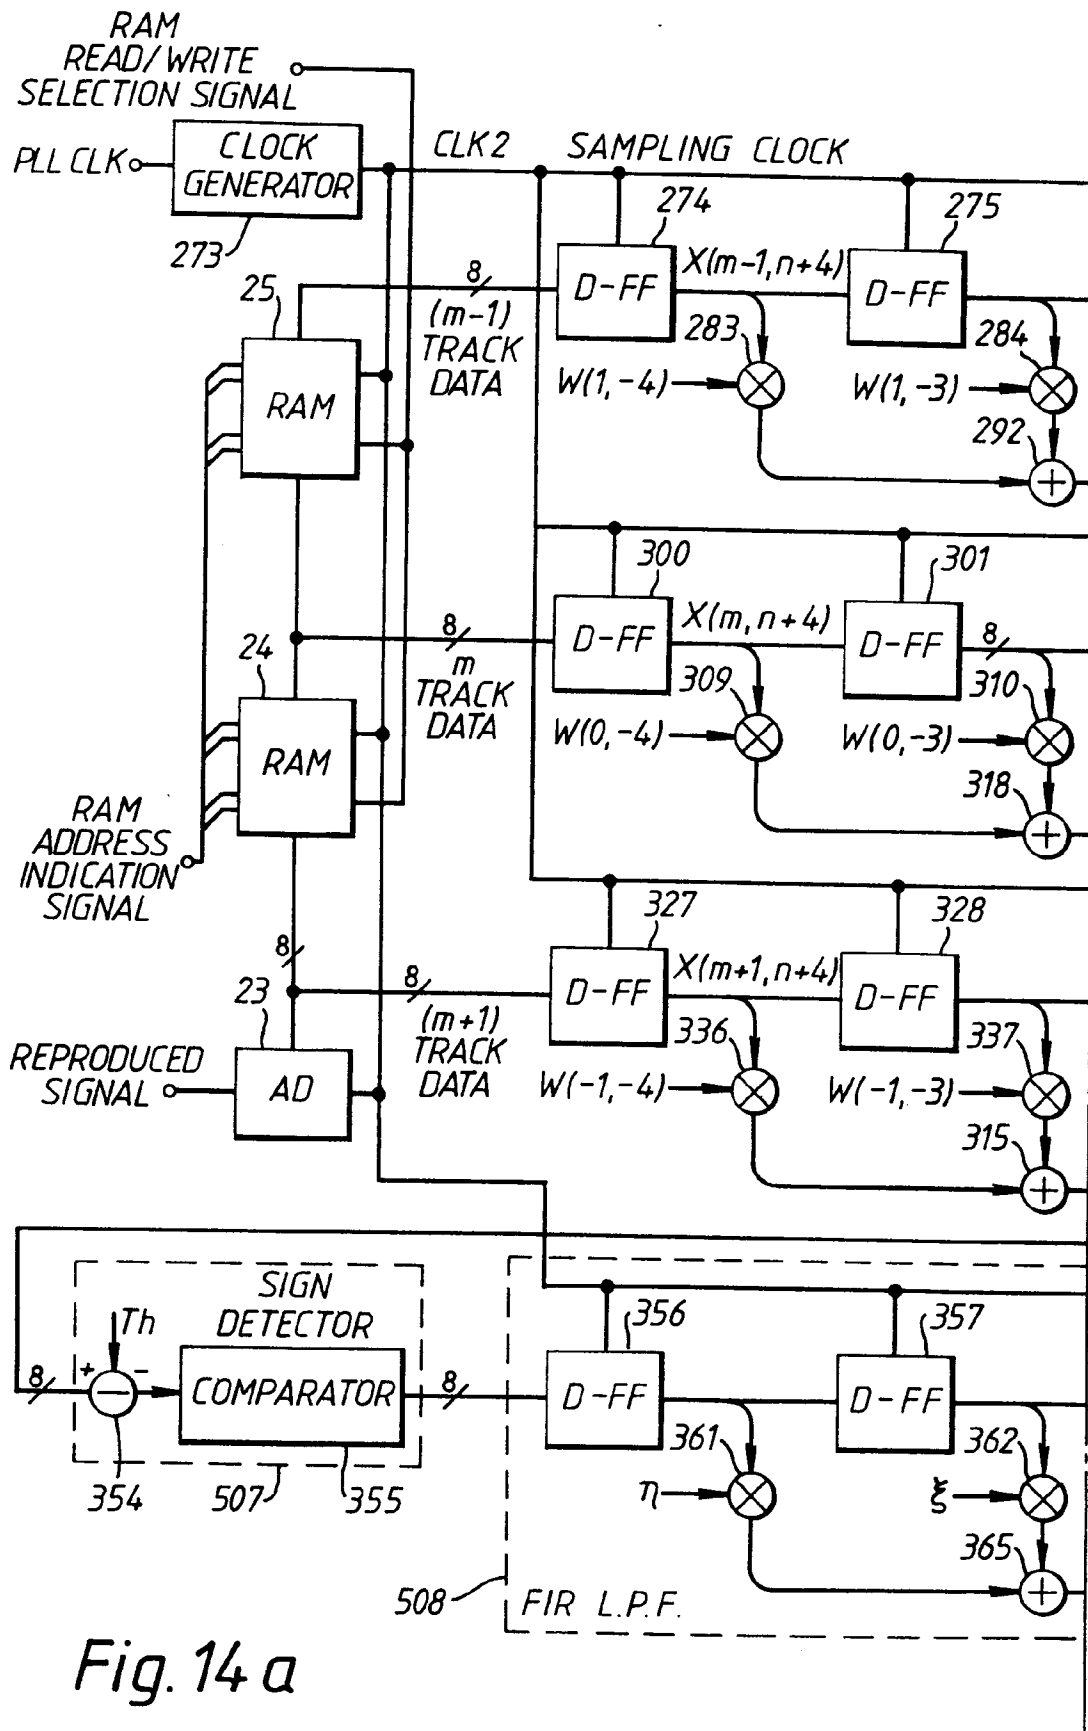 RAM
READ/WRITE
SELECTION SIGNAL
PLL CLK
CLOCK
GENERATOR
273
CLK2
SAMPLING CLOCK
274
275
25
8
(m-1)
TRACK
DATA
D-FF
X(m-1,n+4)
D-FF
283
284
RAM
W(1,-4)
W(1,-3)
292
300
301
24
8
m
TRACK
DATA
D-FF
X(m,n+4)
D-FF
8
309
310
RAM
W(0,-4)
W(0,-3)
318
RAM
ADDRESS
INDICATION
SIGNAL
327
328
8
23
8
(m+1)
TRACK
DATA
D-FF
X(m+1,n+4)
D-FF
336
337
REPRODUCED
SIGNAL
AD
W(-1,-4)
W(-1,-3)
315
SIGN
DETECTOR
Th
+
-
8
COMPARATOR
8
354
507
355
356
357
D-FF
D-FF
361
362
η
ξ
365
508
FIR L.P.F.
Fig. 14 a